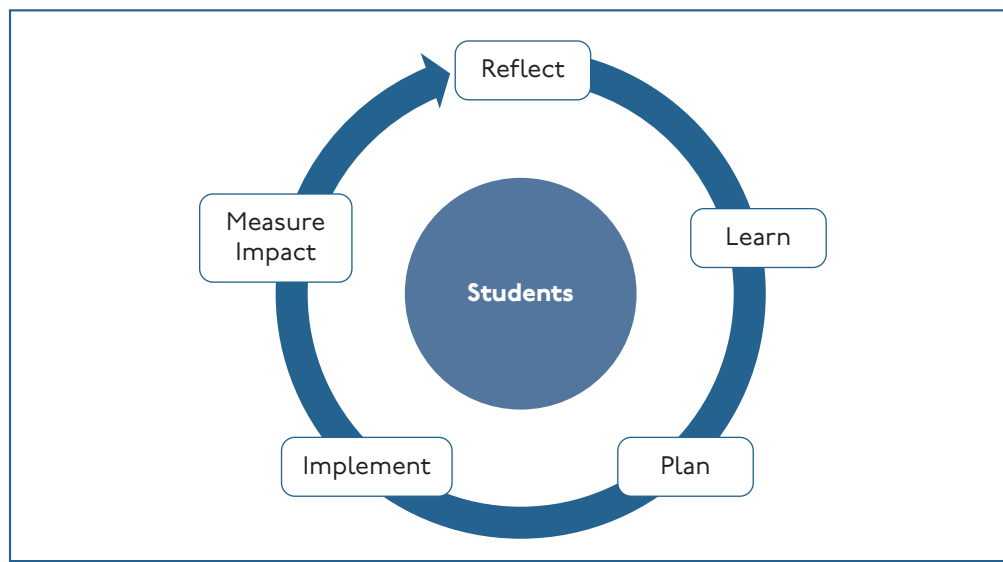 Reflect
Learn
Plan
Implement
Measure
Impact
Students